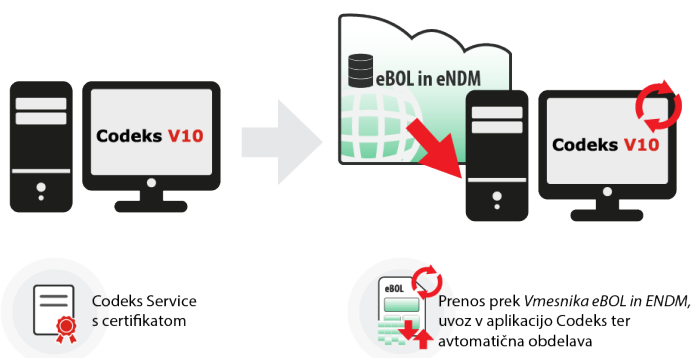 eBOL in eNDM
Codeks V10
Codeks V10
Codeks Service
s certifikatom
eBOL
Prenos prek Vmesnika eBOL in ENDM,
uvoz v aplikacijo Codeks ter
avtomatična obdelava